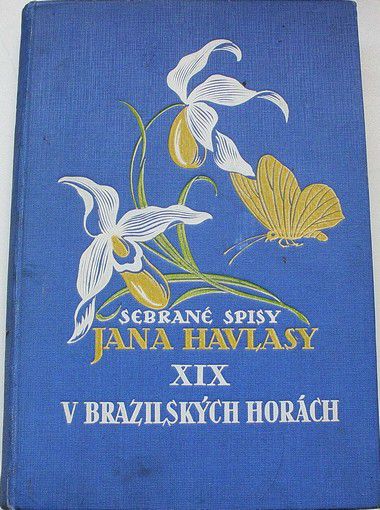 SEBRANÉ SPISY
JANA HAVLASY
XIX
V BRAZILSKÝCH HORÁCH